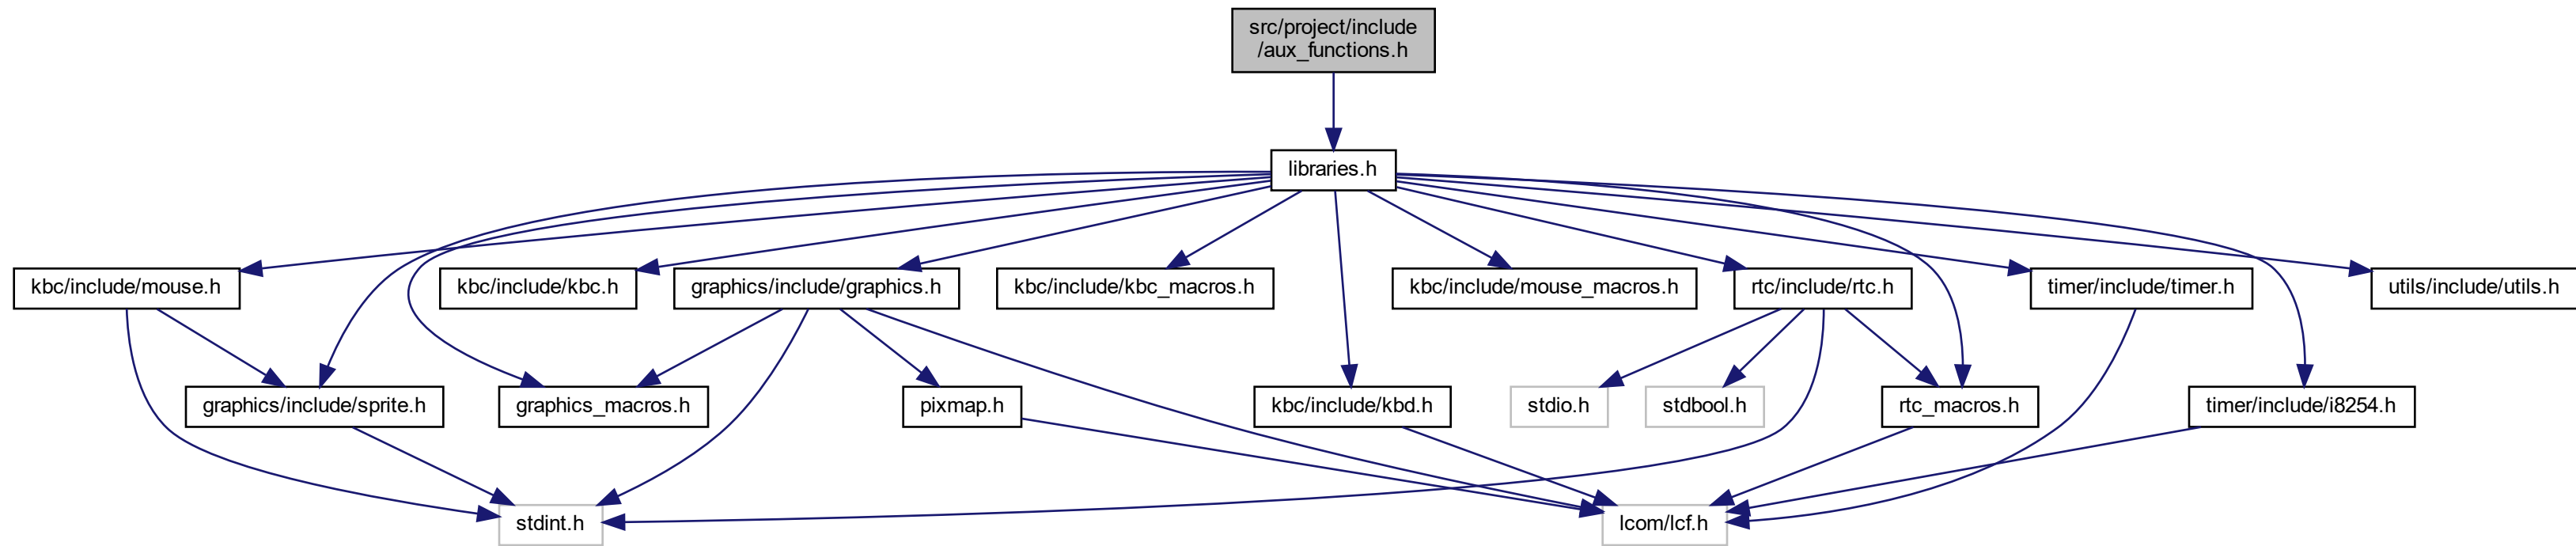 src/project/include
/aux_functions.h
libraries.h
kbc/include/mouse.h
kbc/include/kbc.h
graphics/include/graphics.h
kbc/include/kbc_macros.h
kbc/include/mouse_macros.h
rtc/include/rtc.h
timer/include/timer.h
utils/include/utils.h
graphics/include/sprite.h
graphics_macros.h
pixmap.h
kbc/include/kbd.h
stdio.h
stdbool.h
rtc_macros.h
timer/include/i8254.h
stdint.h
lcom/lcf.h